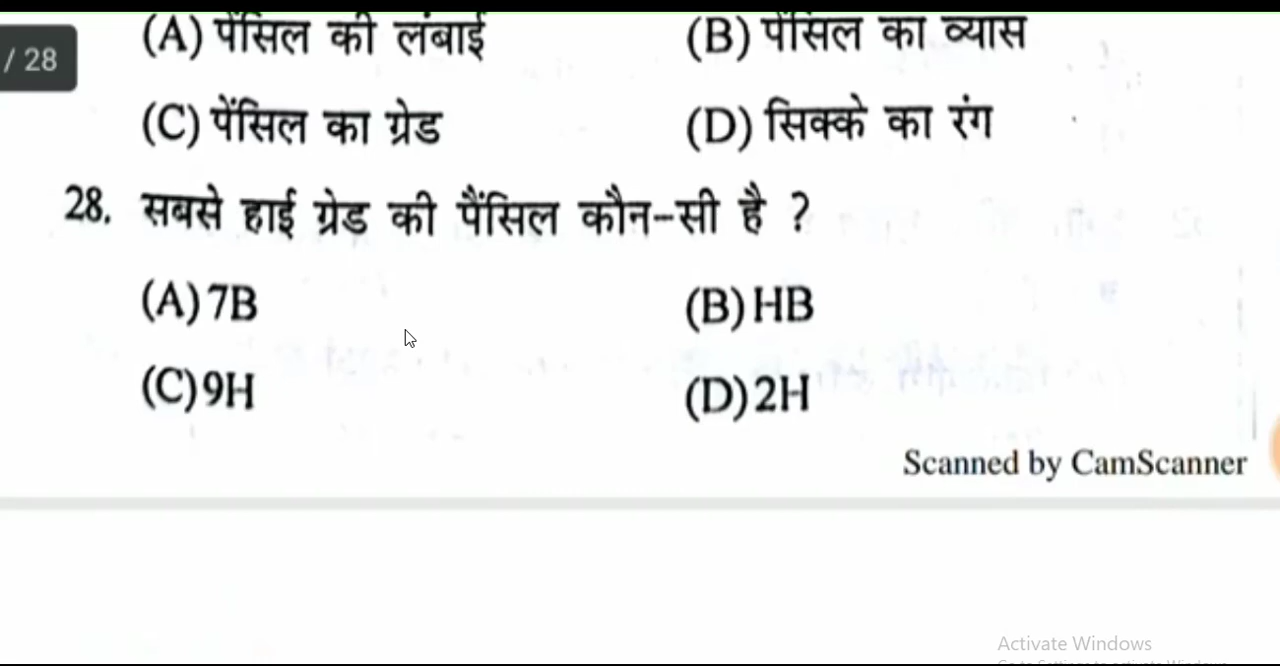 (A) पेंसिल की लंबाई (B) पेंसिल का व्यास
/ 28
(C) पेंसिल का ग्रेड (D) सिक्के का रंग
28. सबसे हाई ग्रेड की पैंसिल कौन-सी है ?
(A) 7B (B) HB
(C) 9H (D) 2H
Scanned by CamScanner
Activate Windows